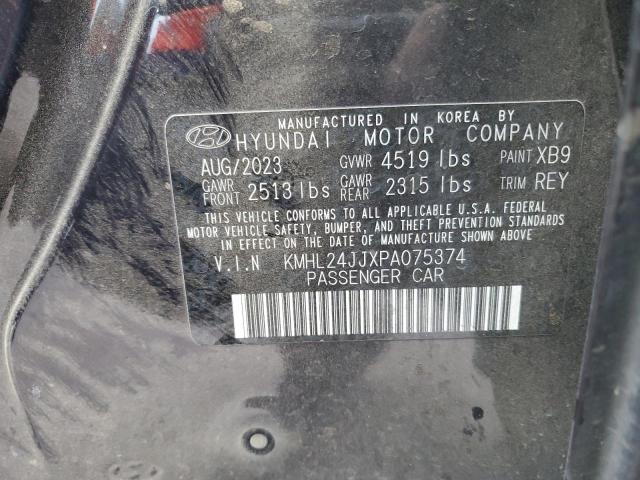 MANUFACTURED IN KOREA BY
HYUNDAI MOTOR COMPANY
AUG/2023 GVWR 4519 lbs PAINT XB9
GAWR FRONT 2513 lbs GAWR REAR 2315 lbs TRIM REY
THIS VEHICLE CONFORMS TO ALL APPLICABLE U.S.A. FEDERAL
MOTOR VEHICLE SAFETY, BUMPER, AND THEFT PREVENTION STANDARDS
IN EFFECT ON THE DATE OF MANUFACTURE SHOWN ABOVE
V.I.N KMHL24JJXPA075374
PASSENGER CAR